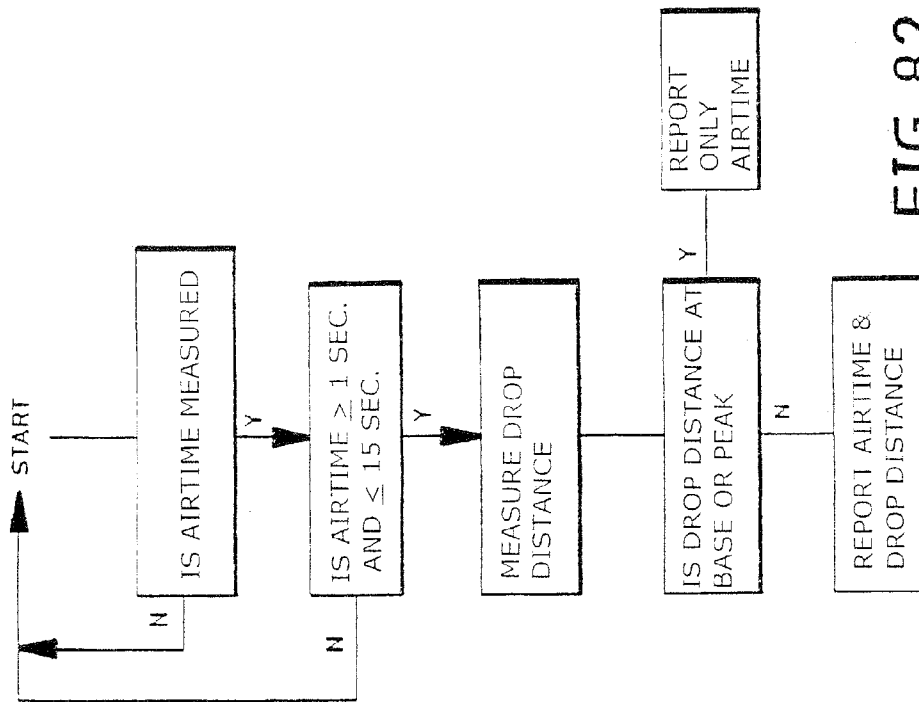 START
IS AIRTIME MEASURED
N
Y
IS AIRTIME ≥ 1 SEC.
AND ≤ 15 SEC.
N
Y
MEASURE DROP
DISTANCE
IS DROP DISTANCE AT
BASE OR PEAK
Y
REPORT
ONLY
AIRTIME
N
REPORT AIRTIME &
DROP DISTANCE
FIG. 82